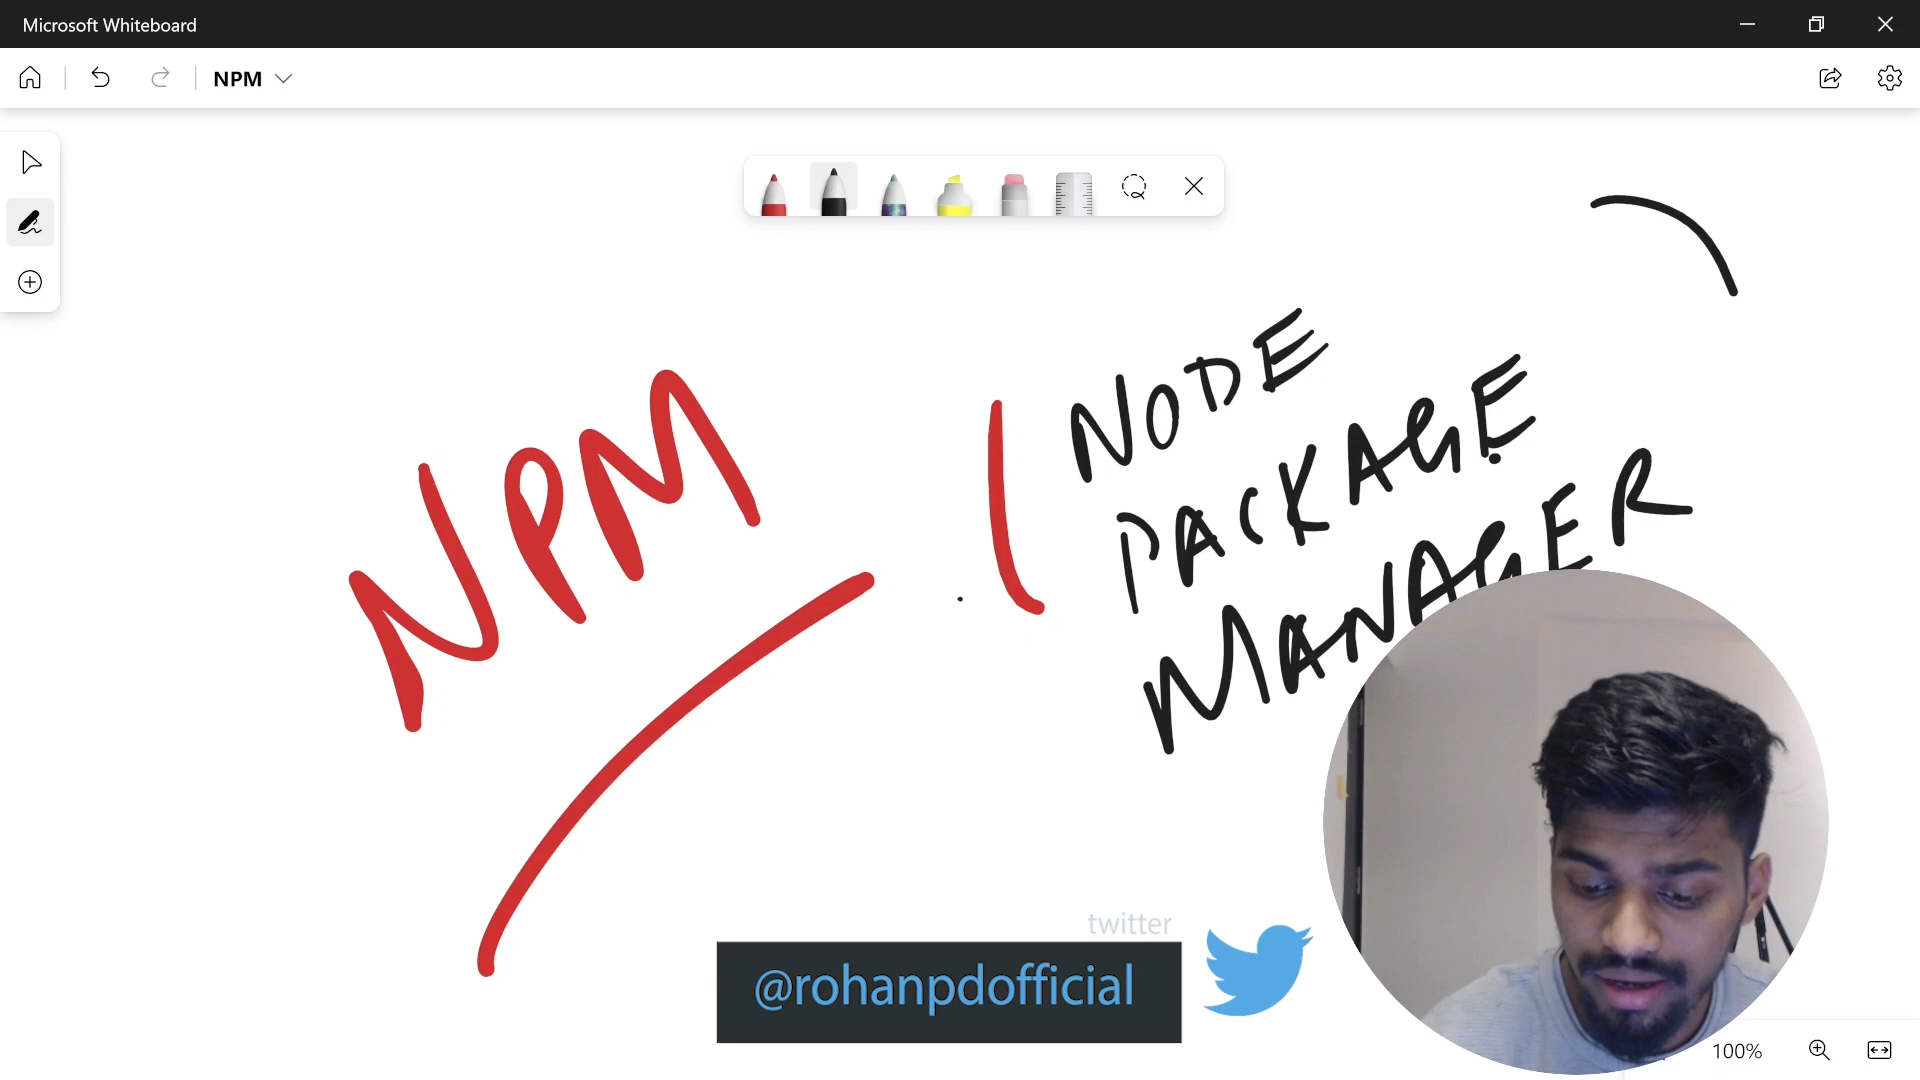 Microsoft Whiteboard
NPM
NPM
NODE
PACKAGE
MANAGER
twitter
@rohanpdofficial
100%